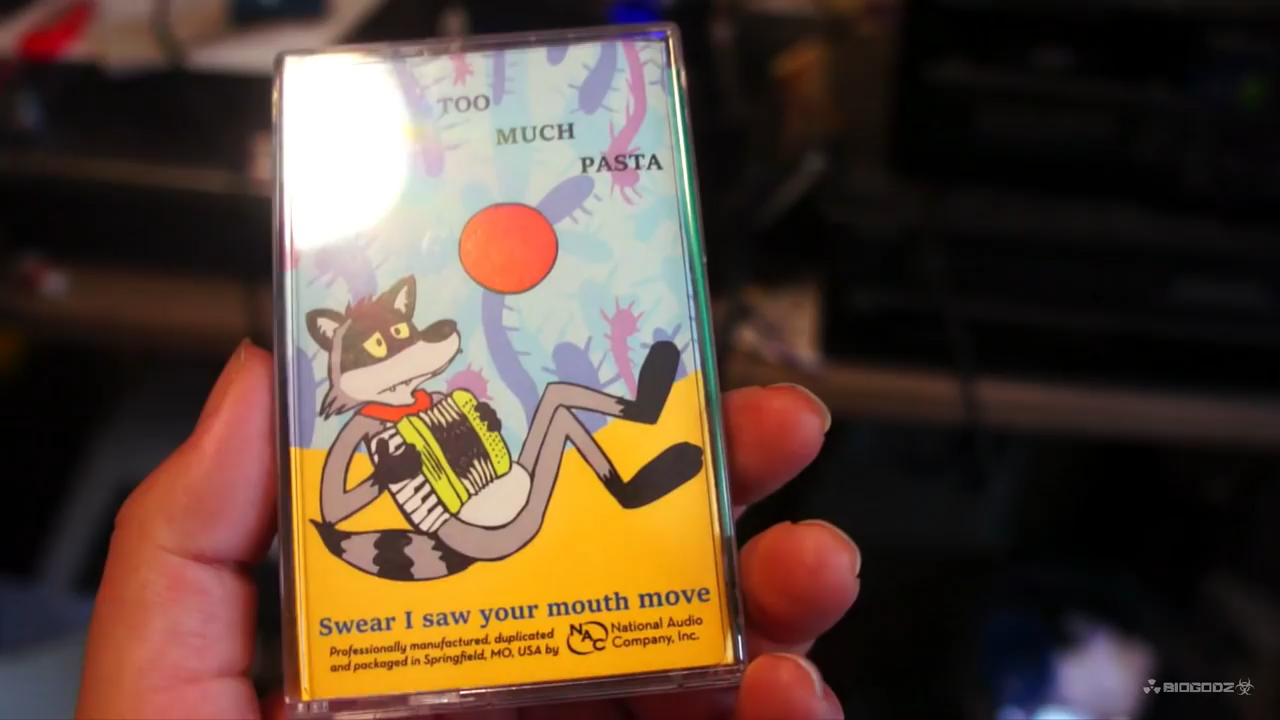 TOO
MUCH
PASTA
Swear I saw your mouth move
Professionally manufactured, duplicated
and packaged in Springfield, MO, USA by
NAC
National Audio
Company, Inc.
BIOGODZ